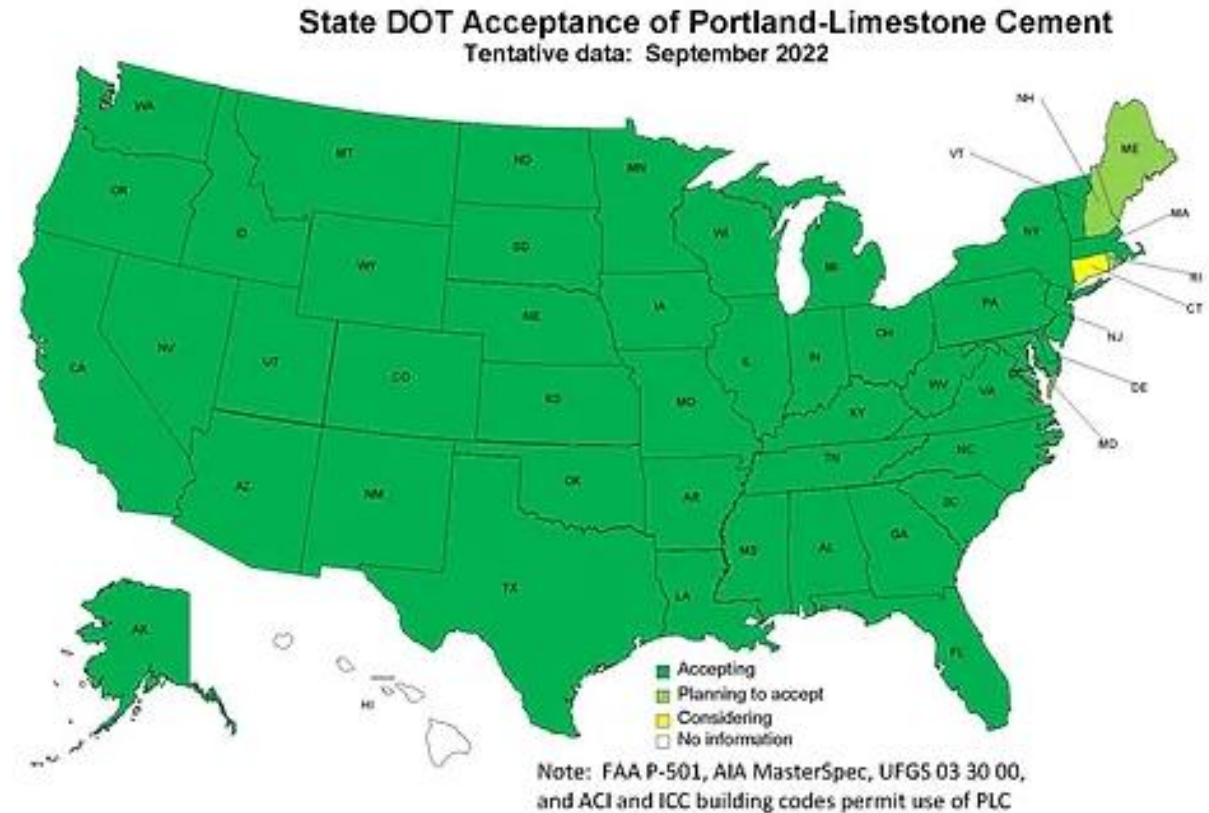 State DOT Acceptance of Portland-Limestone Cement
Tentative data: September 2022
NH
WA
ME
MT
ND
VT
MN
OR
MA
ID
SD
WI
NY
WY
MI
RI
IA
PA
CT
NE
NV
OH
NJ
UT
IL
IN
CA
CO
WV
DE
VA
KS
MO
KY
MD
NC
TN
OK
AZ
NM
AR
SC
GA
AL
MS
TX
LA
AK
FL
HI
Accepting
Planning to accept
Considering
No information
Note: FAA P-501, AIA MasterSpec, UFGS 03 30 00,
and ACI and ICC building codes permit use of PLC